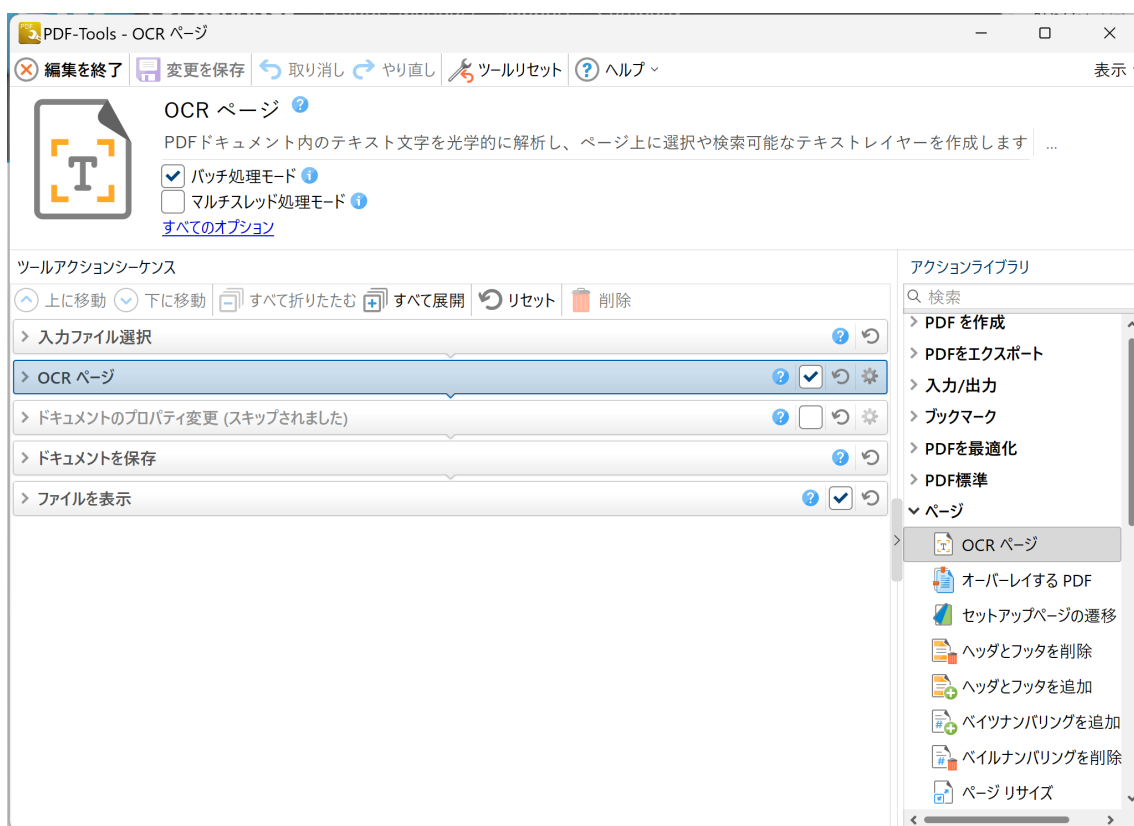 PDF-Tools - OCR ページ
編集を終了 変更を保存 取り消し やり直し ツールリセット ヘルプ 表示
OCR ページ
PDFドキュメント内のテキスト文字を光学的に解析し、ページ上に選択や検索可能なテキストレイヤーを作成します ...
バッチ処理モード
マルチスレッド処理モード
すべてのオプション
ツールアクションシーケンス
上に移動 下に移動 すべて折りたたむ すべて展開 リセット 削除
入力ファイル選択
OCR ページ
ドキュメントのプロパティ変更 (スキップされました)
ドキュメントを保存
ファイルを表示
アクションライブラリ
検索
PDF を作成
PDFをエクスポート
入力/出力
ブックマーク
PDFを最適化
PDF標準
ページ
OCR ページ
オーバーレイする PDF
セットアップページの遷移
ヘッダとフッタを削除
ヘッダとフッタを追加
ベイツナンバリングを追加
ベイルナンバリングを削除
ページ リサイズ